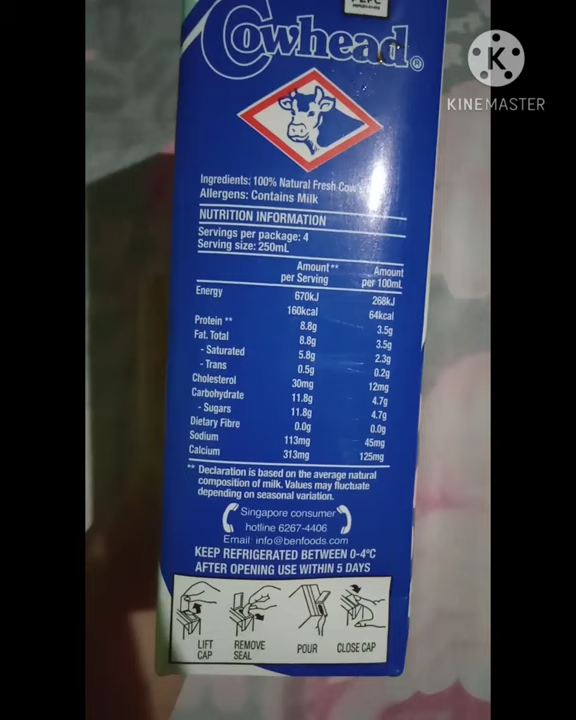 PEFC
Cowhead®
KINEMASTER
Ingredients: 100% Natural Fresh Cow's
Allergens: Contains Milk
NUTRITION INFORMATION
Servings per package: 4
Serving size: 250mL
Amount ** Amount
per Serving per 100mL
Energy 670kJ 268kJ
160kcal 64kcal
Protein ** 8.8g 3.5g
Fat. Total 8.8g 3.5g
- Saturated 5.8g 2.3g
- Trans 0.5g 0.2g
Cholesterol 30mg 12mg
Carbohydrate 11.8g 4.7g
- Sugars 11.8g 4.7g
Dietary Fibre 0.0g 0.0g
Sodium 113mg 45mg
Calcium 313mg 125mg
** Declaration is based on the average natural
composition of milk. Values may fluctuate
depending on seasonal variation.
Singapore consumer
hotline 6267-4406
Email: info@benfoods.com
KEEP REFRIGERATED BETWEEN 0-4°C
AFTER OPENING USE WITHIN 5 DAYS
LIFT CAP
REMOVE SEAL
POUR
CLOSE CAP